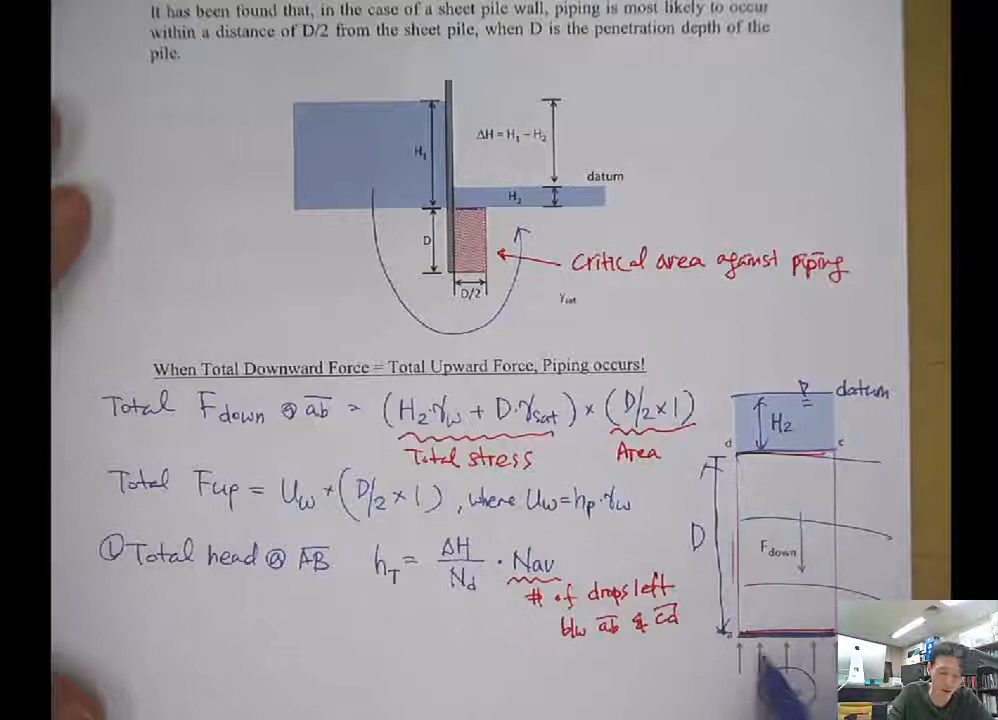 It has been found that, in the case of a sheet pile wall, piping is most likely to occur
within a distance of D/2 from the sheet pile, when D is the penetration depth of the
pile.
H₁
ΔH = H₁ – H₂
datum
H₂
D
D/2
critical area against piping
γsat
When Total Downward Force = Total Upward Force, Piping occurs!
Total Fdown @ ab = (H₂·γw + D·γsat) × (D/2 × 1)
Total stress
Area
Total Fup = Uw × (D/2 × 1), where Uw = hp·γw
① Total head @ AB hT = ΔH/Nd · Nav
# of drops left
btw ab & cd
datum
H₂
d
c
D
Fdown